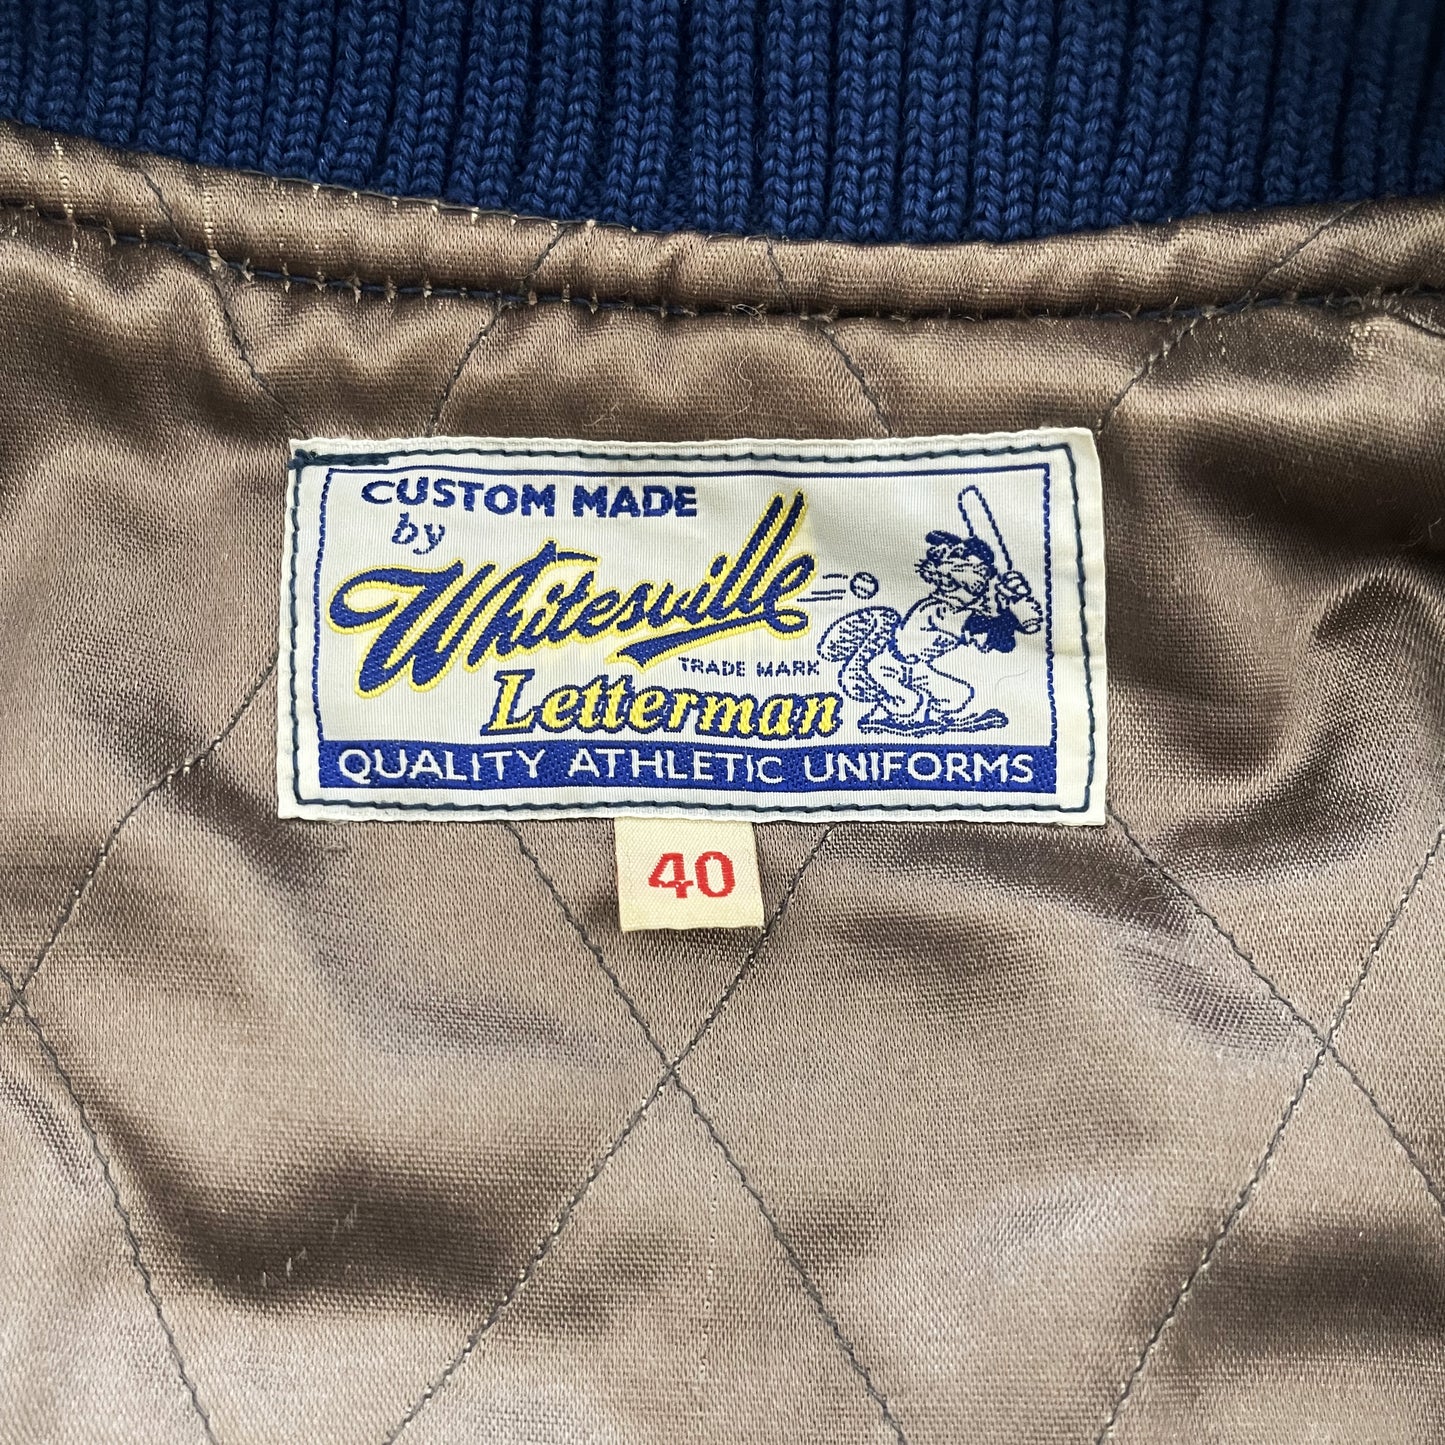 CUSTOM MADE
by
Whitesville
TRADE MARK
Letterman
QUALITY ATHLETIC UNIFORMS
40